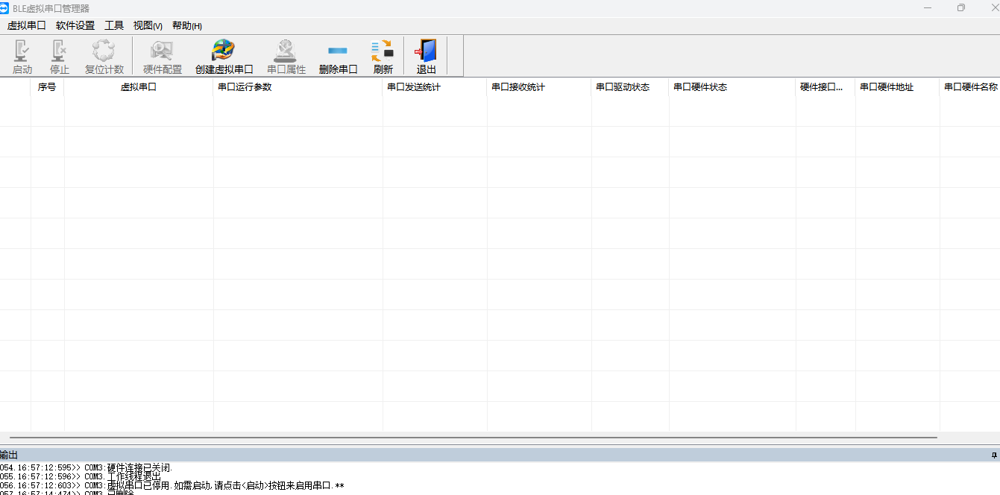 BLE虚拟串口管理器
虚拟串口 软件设置 工具 视图(V) 帮助(H)
启动 停止 复位计数 硬件配置 创建虚拟串口 串口属性 删除串口 刷新 退出
序号 虚拟串口 串口运行参数 串口发送统计 串口接收统计 串口驱动状态 串口硬件状态 硬件接口... 串口硬件地址 串口硬件名称
输出
054.16:57:12:595>> COM3:硬件连接已关闭.
055.16:57:12:596>> COM3.工作线程退出
056.16:57:12:603>> COM3:虚拟串口已停用.如需启动,请点击<启动>按钮来启用串口.**
057.16:57:14:474>> COM3.已删除